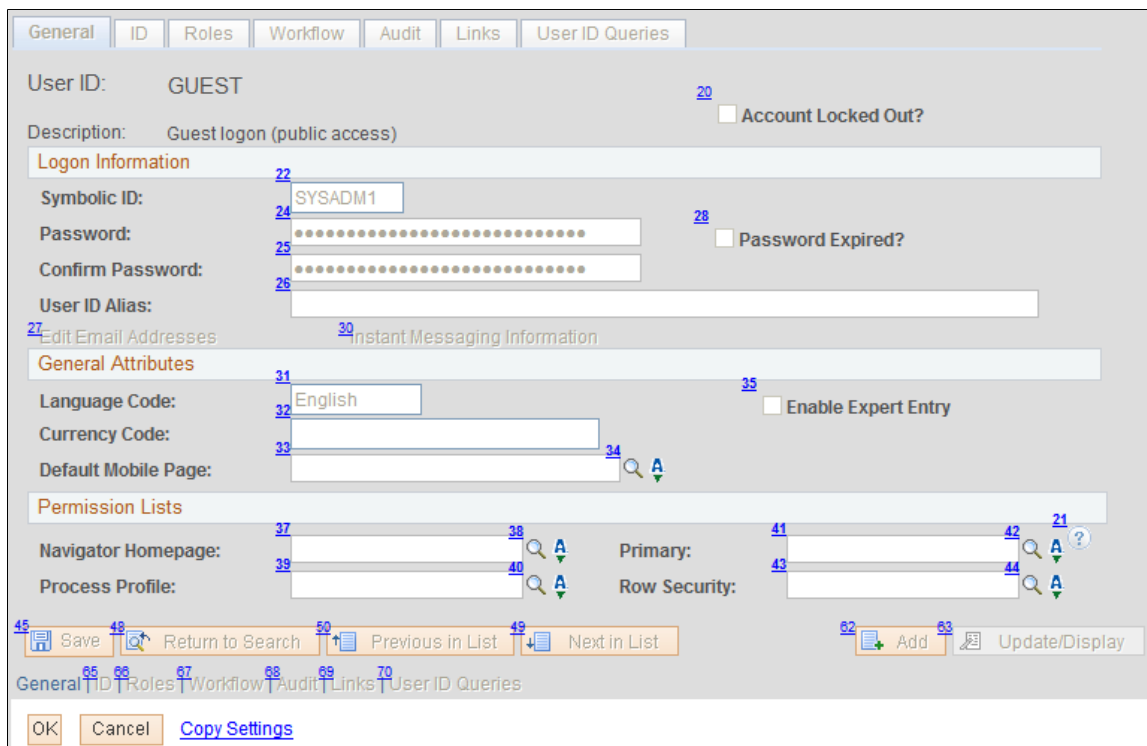 General ID Roles Workflow Audit Links User ID Queries
User ID: GUEST
20
Account Locked Out?
Description: Guest logon (public access)
Logon Information
22
Symbolic ID: SYSADM1
24 28
Password: •••••••••••••••••••••••••••• Password Expired?
25
Confirm Password: ••••••••••••••••••••••••••••
26
User ID Alias:
27 Edit Email Addresses 30 Instant Messaging Information
General Attributes
31 35
Language Code: English Enable Expert Entry
32
Currency Code:
33 34
Default Mobile Page: A
Permission Lists
37 38 41 42 21
Navigator Homepage: A Primary: A ?
39 40 43 44
Process Profile: A Row Security: A
45 48 50 49 62 63
Save Return to Search Previous in List Next in List Add Update/Display
65 66 67 68 69 70
General | ID | Roles | Workflow | Audit | Links | User ID Queries
OK Cancel Copy Settings